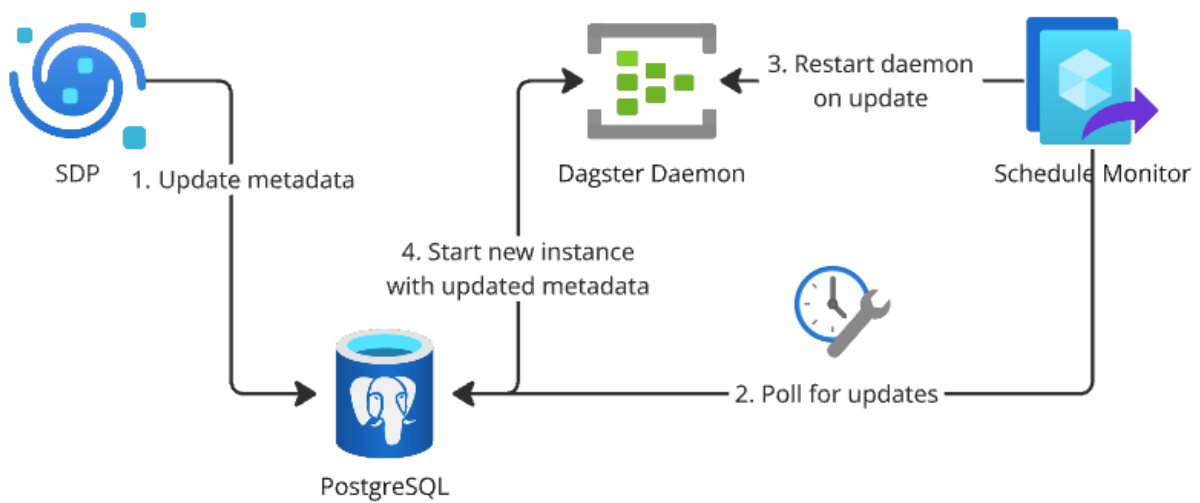 SDP
1. Update metadata
Dagster Daemon
3. Restart daemon
on update
Schedule Monitor
4. Start new instance
with updated metadata
2. Poll for updates
PostgreSQL